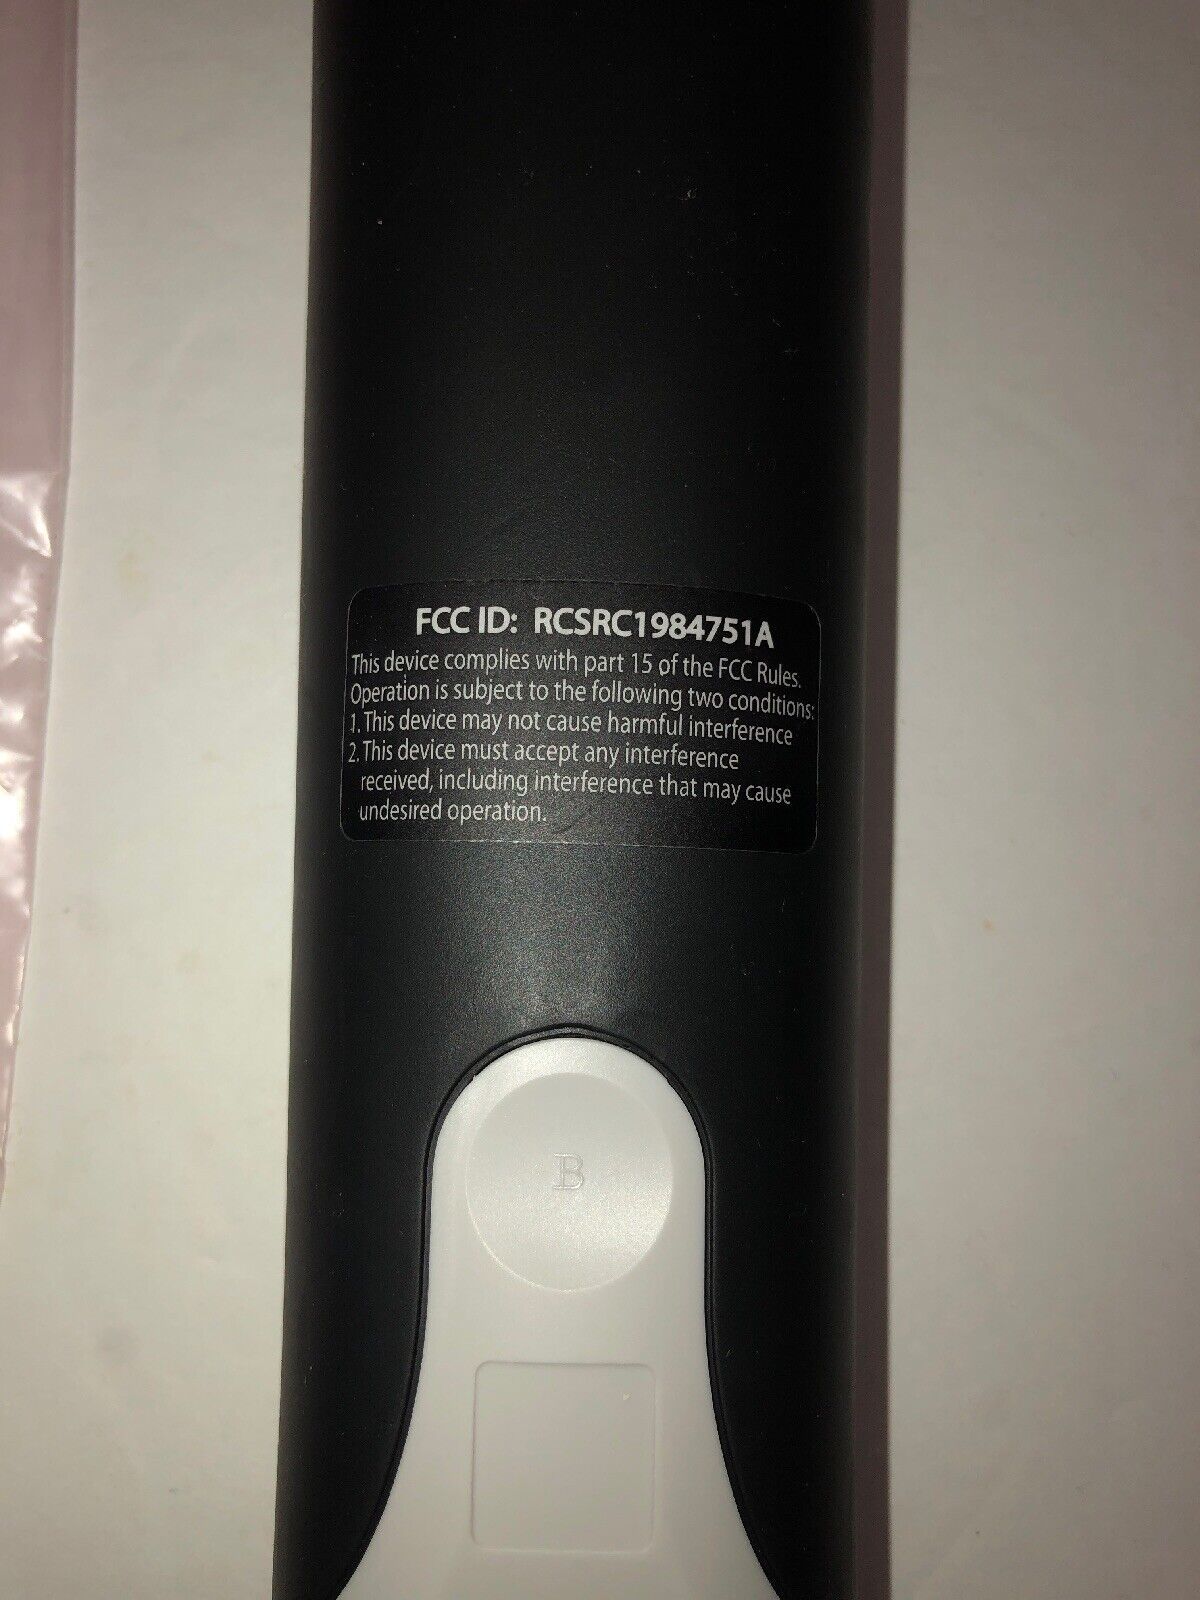 FCC ID: RCSRC1984751A
This device complies with part 15 of the FCC Rules.
Operation is subject to the following two conditions:
1. This device may not cause harmful interference
2. This device must accept any interference
received, including interference that may cause
undesired operation.
B